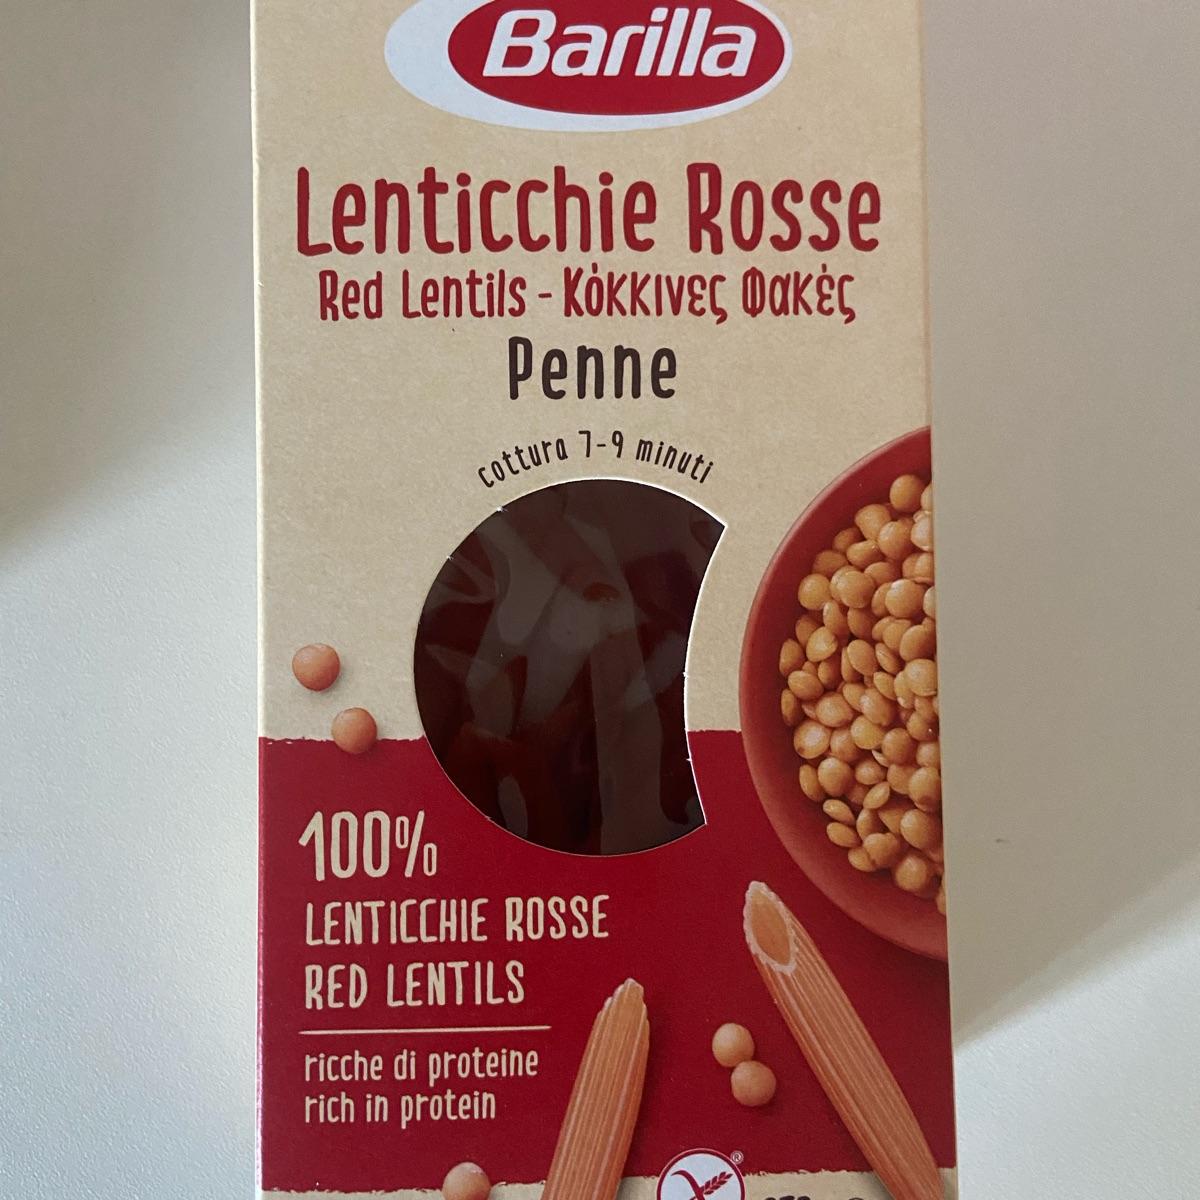 Barilla
Lenticchie Rosse
Red Lentils - Κόκκινες Φακές
Penne
cottura 7-9 minuti
100%
LENTICCHIE ROSSE
RED LENTILS
ricche di proteine
rich in protein
®